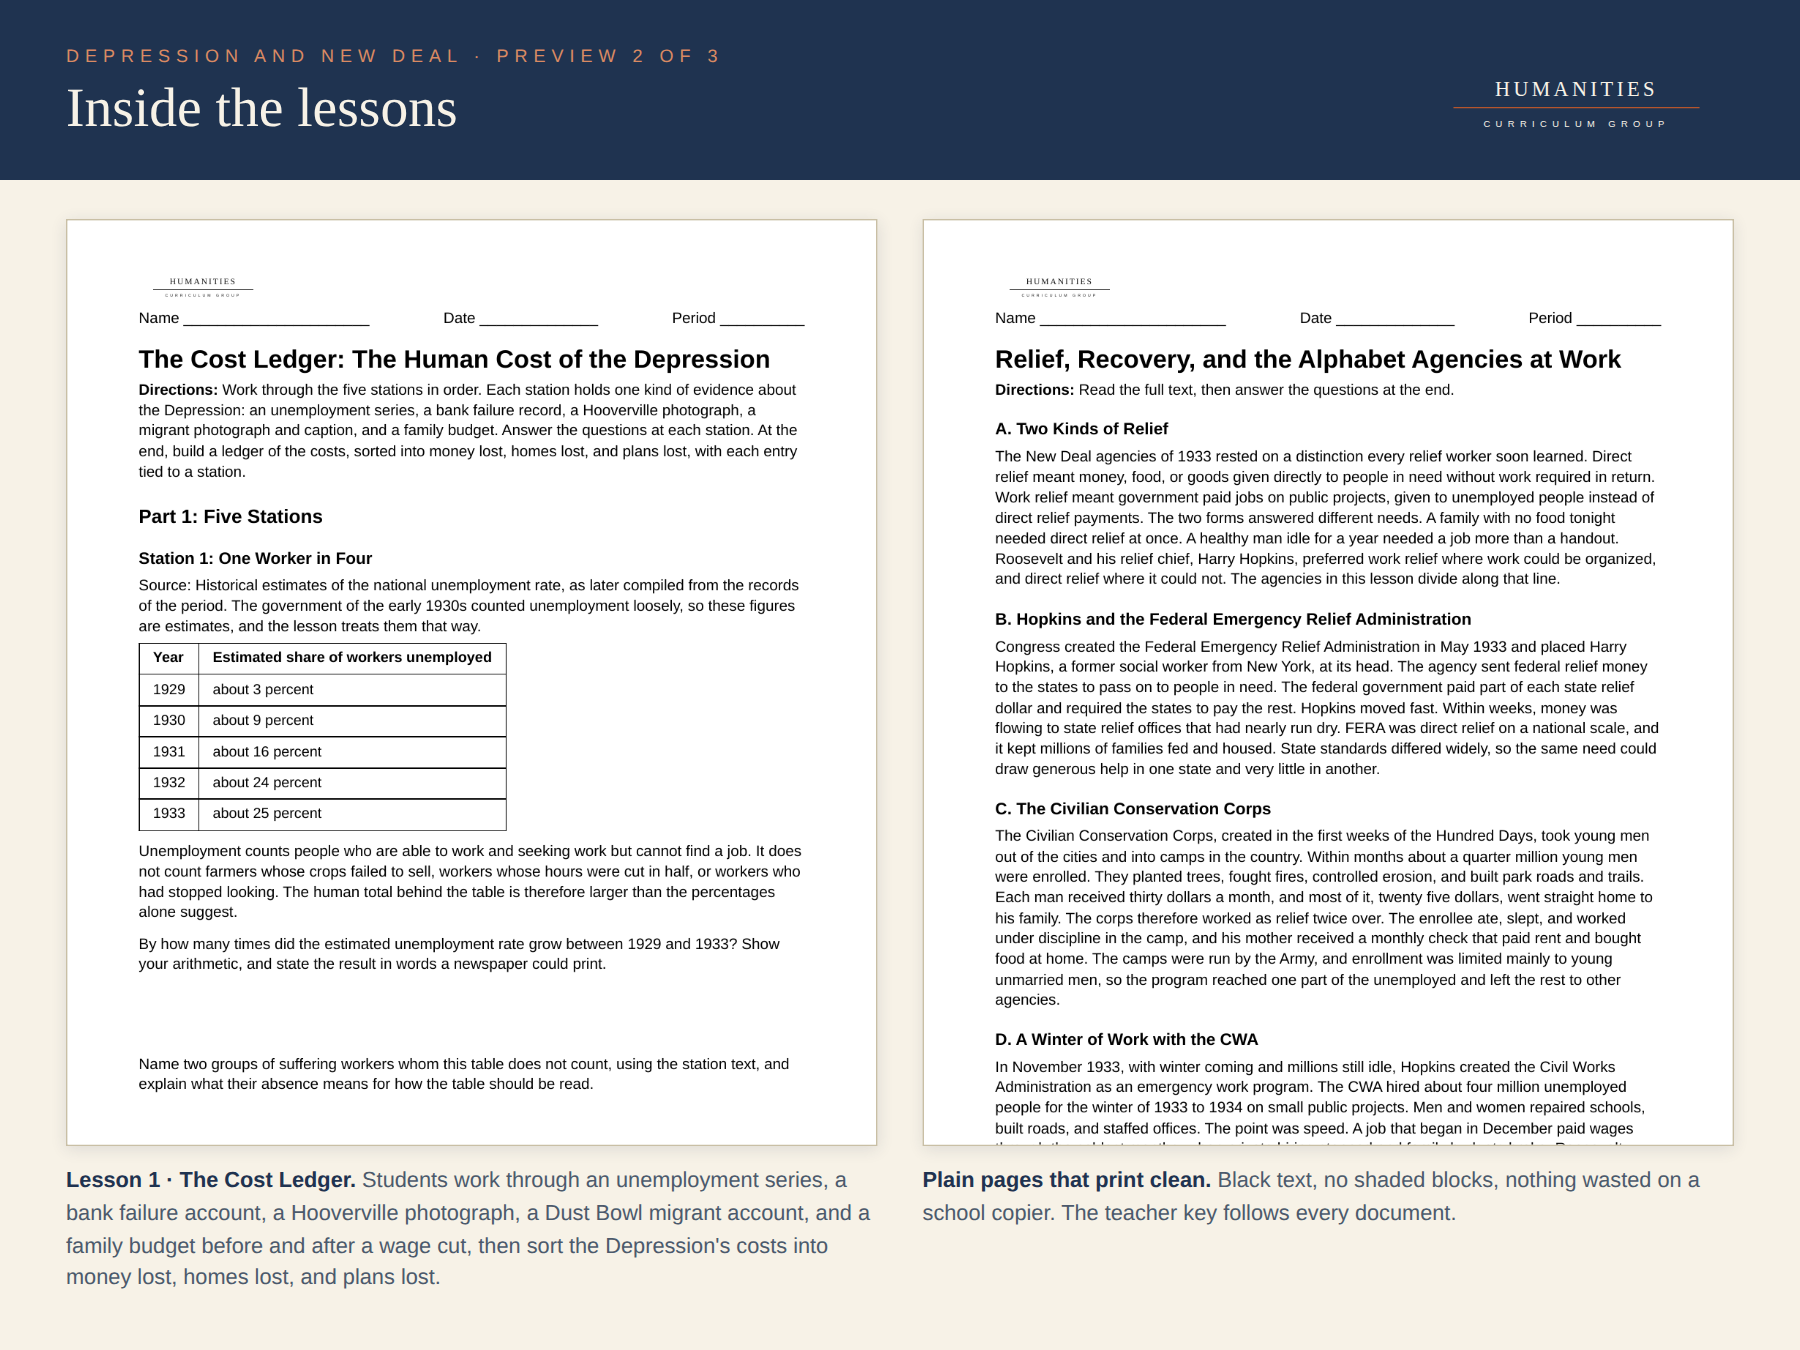 DEPRESSION AND NEW DEAL · PREVIEW 2 OF 3
Inside the lessons
HUMANITIES
CURRICULUM GROUP
HUMANITIES
CURRICULUM GROUP
Name ______________________ Date ______________ Period __________
The Cost Ledger: The Human Cost of the Depression
Directions: Work through the five stations in order. Each station holds one kind of evidence about
the Depression: an unemployment series, a bank failure record, a Hooverville photograph, a
migrant photograph and caption, and a family budget. Answer the questions at each station. At the
end, build a ledger of the costs, sorted into money lost, homes lost, and plans lost, with each entry
tied to a station.
Part 1: Five Stations
Station 1: One Worker in Four
Source: Historical estimates of the national unemployment rate, as later compiled from the records
of the period. The government of the early 1930s counted unemployment loosely, so these figures
are estimates, and the lesson treats them that way.
Year Estimated share of workers unemployed
1929 about 3 percent
1930 about 9 percent
1931 about 16 percent
1932 about 24 percent
1933 about 25 percent
Unemployment counts people who are able to work and seeking work but cannot find a job. It does
not count farmers whose crops failed to sell, workers whose hours were cut in half, or workers who
had stopped looking. The human total behind the table is therefore larger than the percentages
alone suggest.
By how many times did the estimated unemployment rate grow between 1929 and 1933? Show
your arithmetic, and state the result in words a newspaper could print.
Name two groups of suffering workers whom this table does not count, using the station text, and
explain what their absence means for how the table should be read.
Lesson 1 · The Cost Ledger. Students work through an unemployment series, a
bank failure account, a Hooverville photograph, a Dust Bowl migrant account, and a
family budget before and after a wage cut, then sort the Depression's costs into
money lost, homes lost, and plans lost.
HUMANITIES
CURRICULUM GROUP
Name ______________________ Date ______________ Period __________
Relief, Recovery, and the Alphabet Agencies at Work
Directions: Read the full text, then answer the questions at the end.
A. Two Kinds of Relief
The New Deal agencies of 1933 rested on a distinction every relief worker soon learned. Direct
relief meant money, food, or goods given directly to people in need without work required in return.
Work relief meant government paid jobs on public projects, given to unemployed people instead of
direct relief payments. The two forms answered different needs. A family with no food tonight
needed direct relief at once. A healthy man idle for a year needed a job more than a handout.
Roosevelt and his relief chief, Harry Hopkins, preferred work relief where work could be organized,
and direct relief where it could not. The agencies in this lesson divide along that line.
B. Hopkins and the Federal Emergency Relief Administration
Congress created the Federal Emergency Relief Administration in May 1933 and placed Harry
Hopkins, a former social worker from New York, at its head. The agency sent federal relief money
to the states to pass on to people in need. The federal government paid part of each state relief
dollar and required the states to pay the rest. Hopkins moved fast. Within weeks, money was
flowing to state relief offices that had nearly run dry. FERA was direct relief on a national scale, and
it kept millions of families fed and housed. State standards differed widely, so the same need could
draw generous help in one state and very little in another.
C. The Civilian Conservation Corps
The Civilian Conservation Corps, created in the first weeks of the Hundred Days, took young men
out of the cities and into camps in the country. Within months about a quarter million young men
were enrolled. They planted trees, fought fires, controlled erosion, and built park roads and trails.
Each man received thirty dollars a month, and most of it, twenty five dollars, went straight home to
his family. The corps therefore worked as relief twice over. The enrollee ate, slept, and worked
under discipline in the camp, and his mother received a monthly check that paid rent and bought
food at home. The camps were run by the Army, and enrollment was limited mainly to young
unmarried men, so the program reached one part of the unemployed and left the rest to other
agencies.
D. A Winter of Work with the CWA
In November 1933, with winter coming and millions still idle, Hopkins created the Civil Works
Administration as an emergency work program. The CWA hired about four million unemployed
people for the winter of 1933 to 1934 on small public projects. Men and women repaired schools,
built roads, and staffed offices. The point was speed. A job that began in December paid wages
Plain pages that print clean. Black text, no shaded blocks, nothing wasted on a
school copier. The teacher key follows every document.